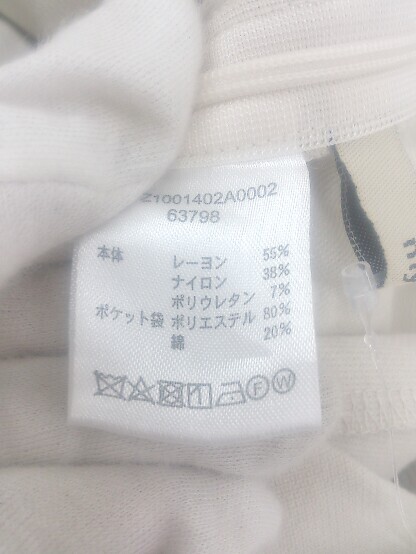 21001402A0002
63798
本体 レーヨン 55%
ナイロン 38%
ポリウレタン 7%
ポケット袋 ポリエステル 80%
綿 20%
F W